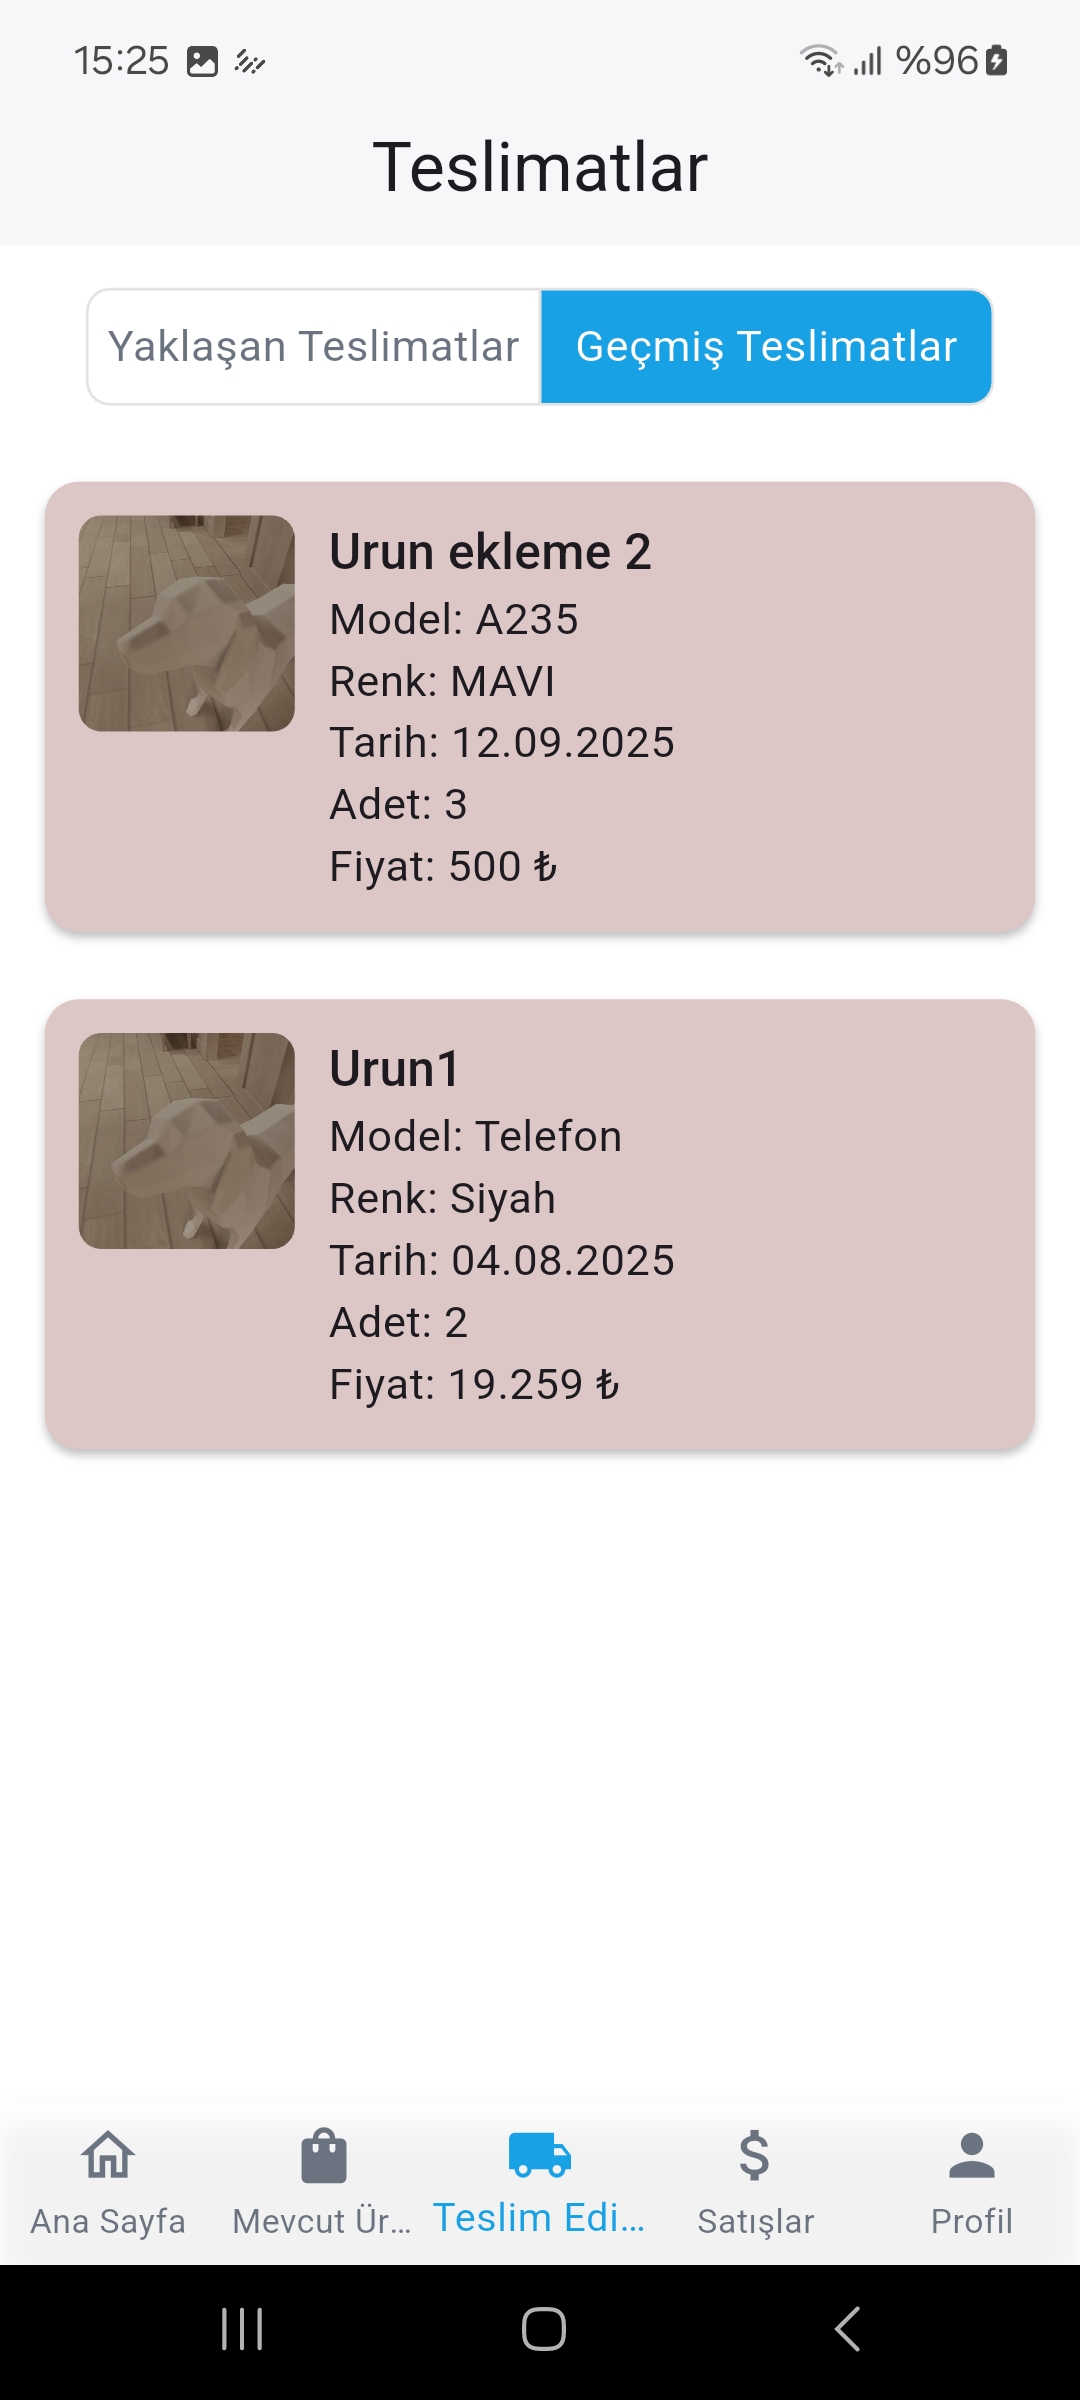 15:25
%96
Teslimatlar
Yaklaşan Teslimatlar
Geçmiş Teslimatlar
Urun ekleme 2
Model: A235
Renk: MAVI
Tarih: 12.09.2025
Adet: 3
Fiyat: 500 ₺
Urun1
Model: Telefon
Renk: Siyah
Tarih: 04.08.2025
Adet: 2
Fiyat: 19.259 ₺
Ana Sayfa
Mevcut Ür...
Teslim Edi...
Satışlar
Profil